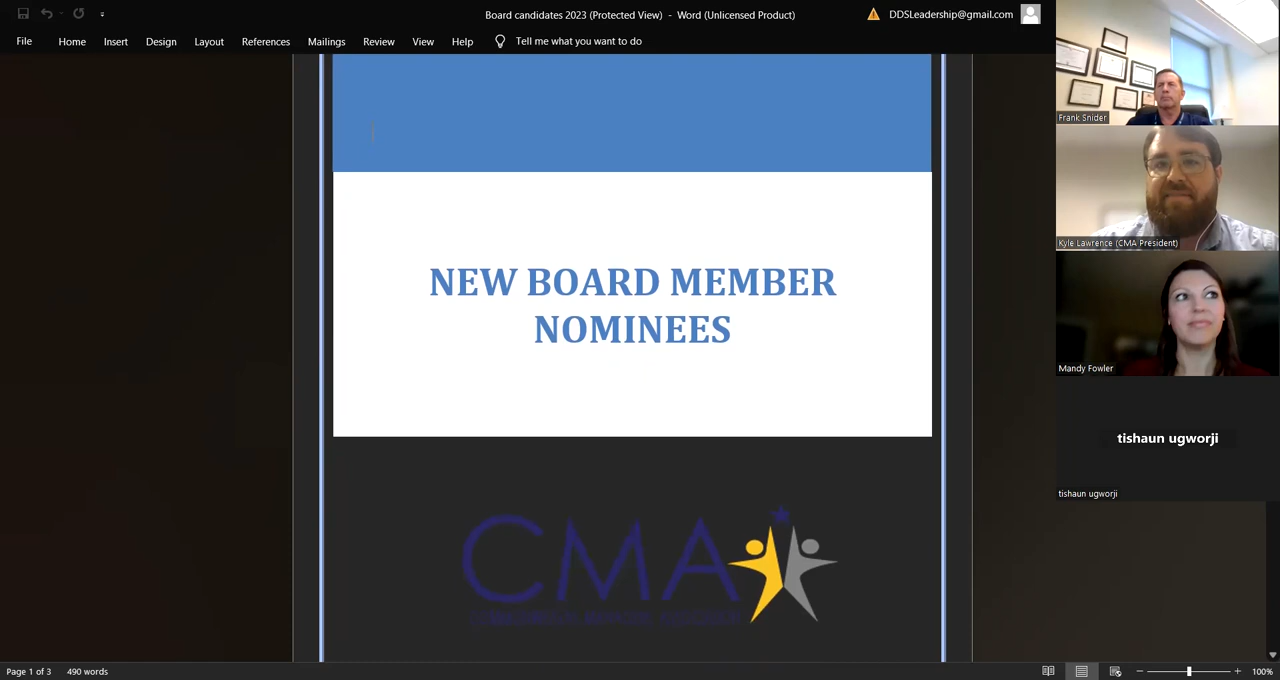 Board candidates 2023 (Protected View) - Word (Unlicensed Product)
DDSLeadership@gmail.com
File Home Insert Design Layout References Mailings Review View Help Tell me what you want to do
NEW BOARD MEMBER
NOMINEES
CMA
Frank Snider
Kyle Lawrence (CMA President)
Mandy Fowler
tishaun ugworji
tishaun ugworji
Page 1 of 3 490 words
100%